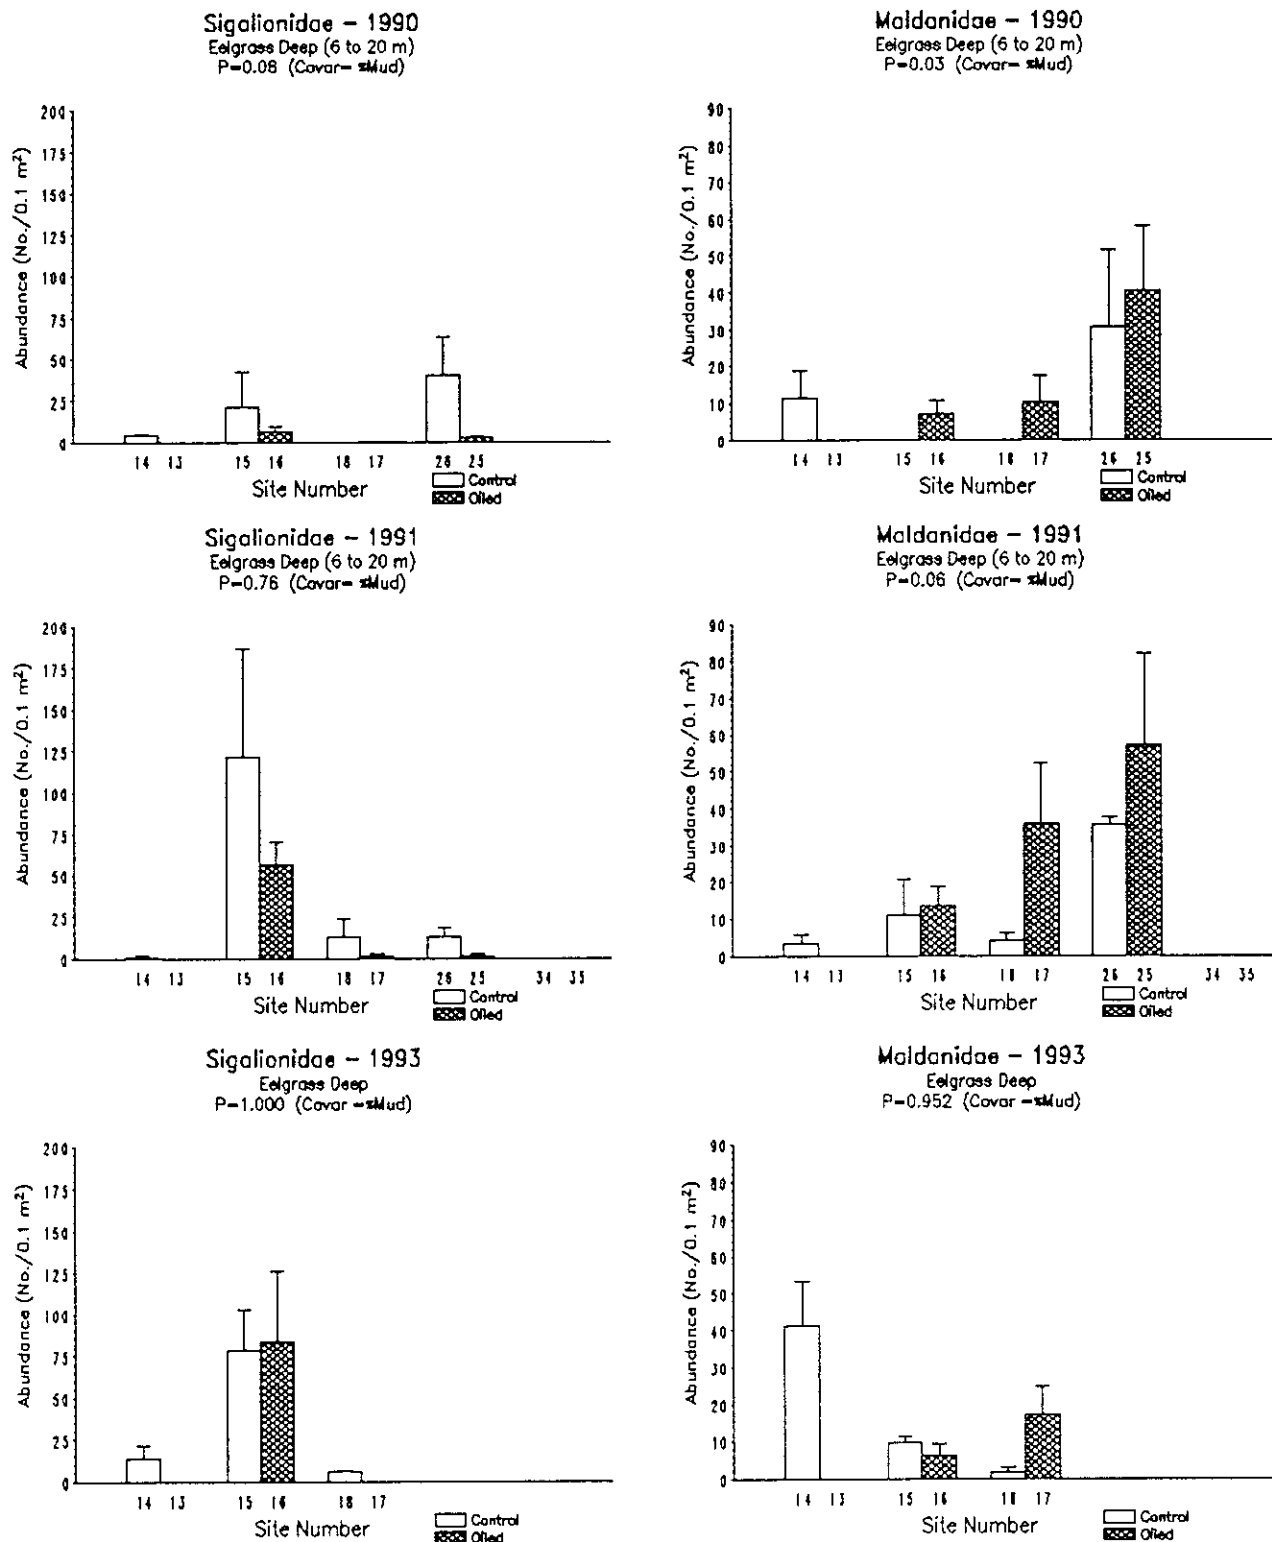 Sigalionidae - 1990
Eelgrass Deep (6 to 20 m)
P=0.08 (Covar= %Mud)
Abundance (No./0.1 m²)
200
175
150
125
100
75
50
25
0
14 13 15 16 18 17 26 25
Site Number
Control
Oiled
Maldanidae - 1990
Eelgrass Deep (6 to 20 m)
P=0.03 (Covar= %Mud)
Abundance (No./0.1 m²)
90
80
70
60
50
40
30
20
10
0
14 13 15 16 18 17 26 25
Site Number
Control
Oiled
Sigalionidae - 1991
Eelgrass Deep (6 to 20 m)
P=0.76 (Covar= %Mud)
Abundance (No./0.1 m²)
200
175
150
125
100
75
50
25
0
14 13 15 16 18 17 26 25 34 35
Site Number
Control
Oiled
Maldanidae - 1991
Eelgrass Deep (6 to 20 m)
P=0.06 (Covar= %Mud)
Abundance (No./0.1 m²)
90
80
70
60
50
40
30
20
10
0
14 13 15 16 18 17 26 25 34 35
Site Number
Control
Oiled
Sigalionidae - 1993
Eelgrass Deep
P=1.000 (Covar =%Mud)
Abundance (No./0.1 m²)
200
175
150
125
100
75
50
25
0
14 13 15 16 18 17
Site Number
Control
Oiled
Maldanidae - 1993
Eelgrass Deep
P=0.952 (Covar =%Mud)
Abundance (No./0.1 m²)
90
80
70
60
50
40
30
20
10
0
14 13 15 16 18 17
Site Number
Control
Oiled